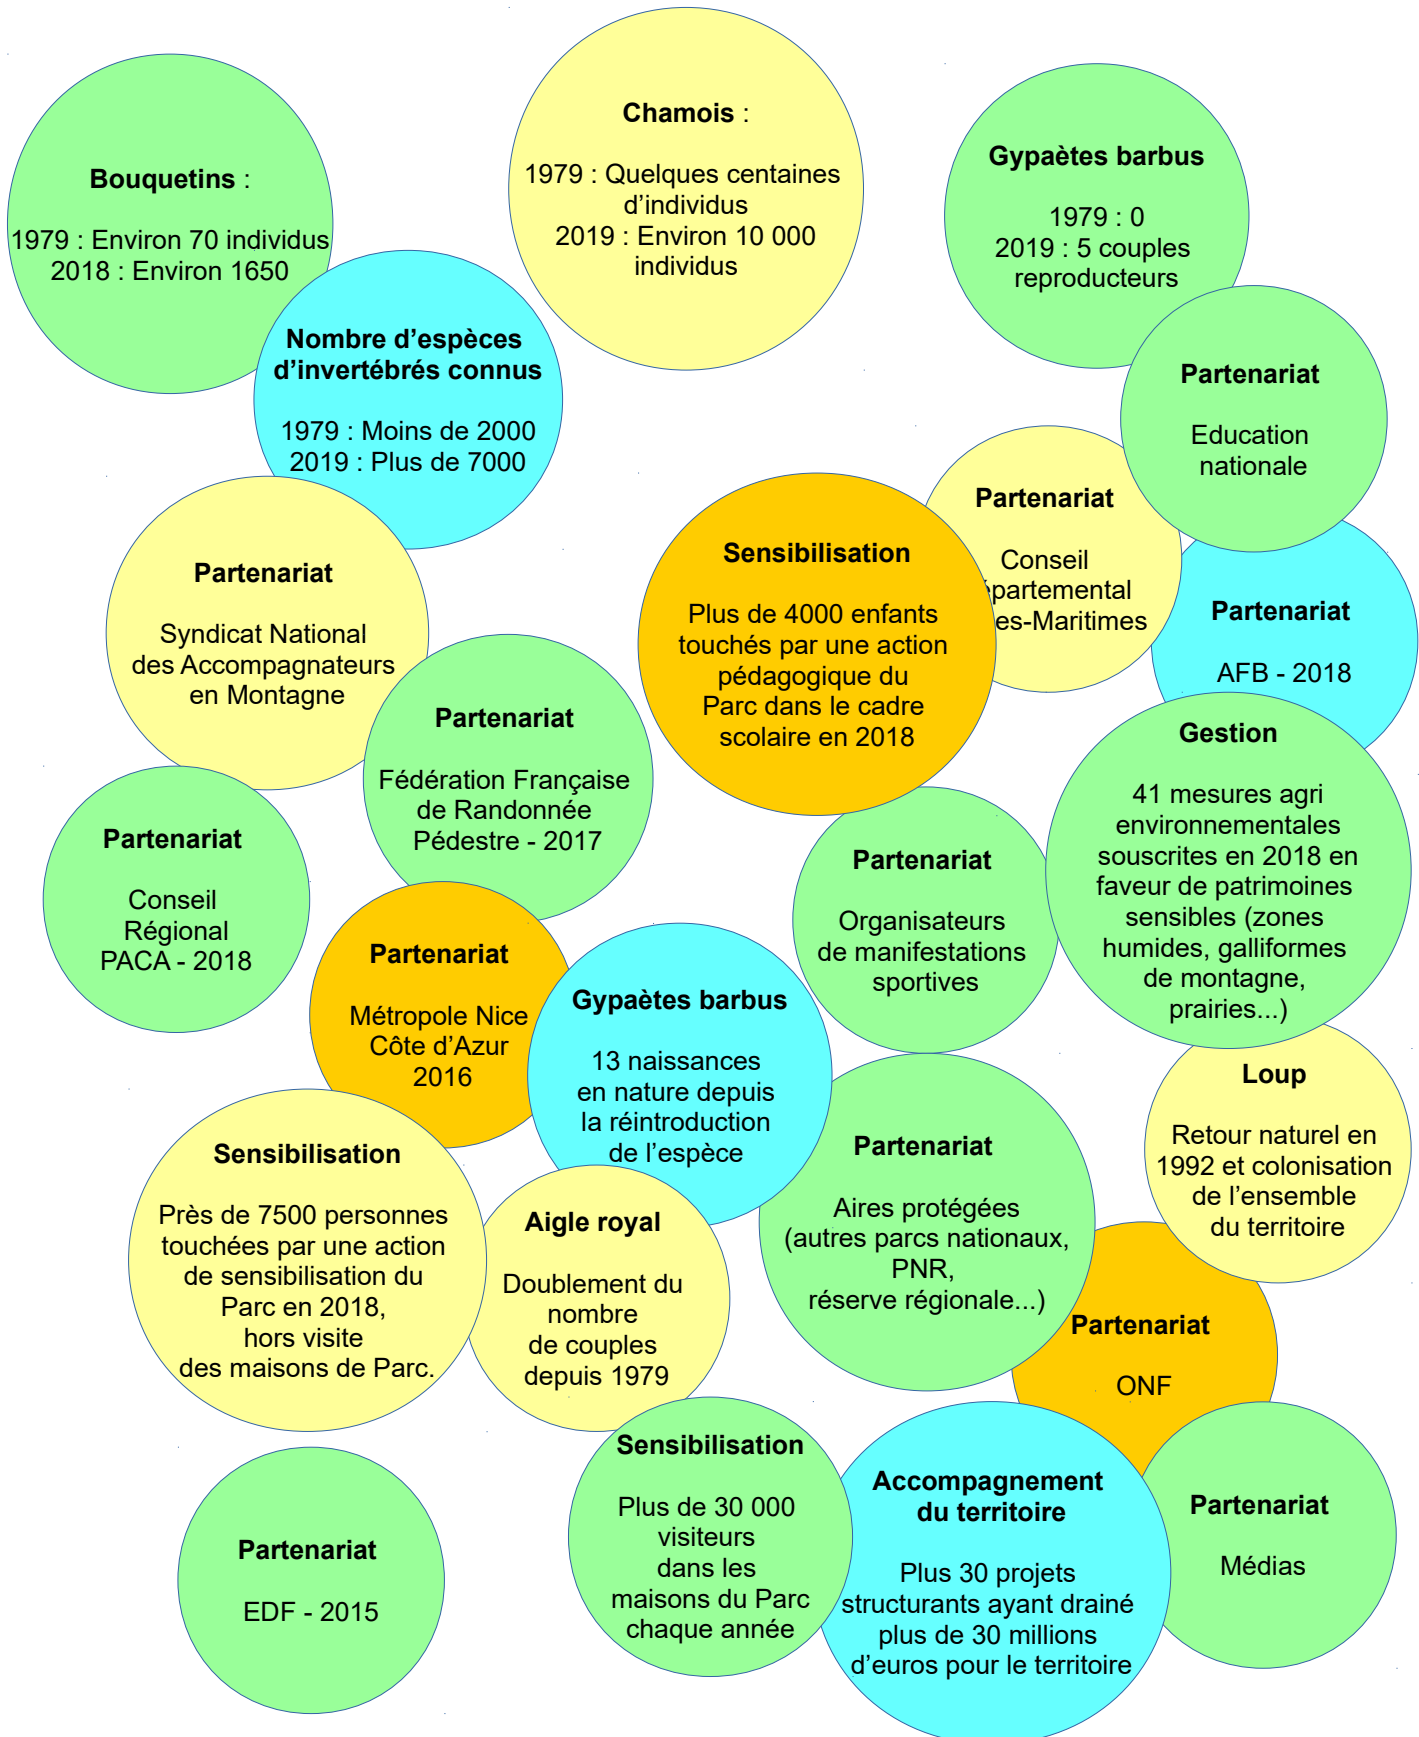 Bouquetins :
1979 : Environ 70 individus
2018 : Environ 1650
Chamois :
1979 : Quelques centaines
d'individus
2019 : Environ 10 000
individus
Gypaètes barbus
1979 : 0
2019 : 5 couples
reproducteurs
Nombre d'espèces
d'invertébrés connus
1979 : Moins de 2000
2019 : Plus de 7000
Partenariat
Education
nationale
Partenariat
Conseil
épartemental
es-Maritimes
Sensibilisation
Plus de 4000 enfants
touchés par une action
pédagogique du
Parc dans le cadre
scolaire en 2018
Partenariat
Syndicat National
des Accompagnateurs
en Montagne
Partenariat
AFB - 2018
Partenariat
Fédération Française
de Randonnée
Pédestre - 2017
Gestion
41 mesures agri
environnementales
souscrites en 2018 en
faveur de patrimoines
sensibles (zones
humides, galliformes
de montagne,
prairies...)
Partenariat
Conseil
Régional
PACA - 2018
Partenariat
Organisateurs
de manifestations
sportives
Partenariat
Métropole Nice
Côte d'Azur
2016
Gypaètes barbus
13 naissances
en nature depuis
la réintroduction
de l'espèce
Loup
Retour naturel en
1992 et colonisation
de l'ensemble
du territoire
Partenariat
Aires protégées
(autres parcs nationaux,
PNR,
réserve régionale...)
Sensibilisation
Près de 7500 personnes
touchées par une action
de sensibilisation du
Parc en 2018,
hors visite
des maisons de Parc.
Aigle royal
Doublement du
nombre
de couples
depuis 1979
Partenariat
ONF
Sensibilisation
Plus de 30 000
visiteurs
dans les
maisons du Parc
chaque année
Accompagnement
du territoire
Plus 30 projets
structurants ayant drainé
plus de 30 millions
d'euros pour le territoire
Partenariat
Médias
Partenariat
EDF - 2015